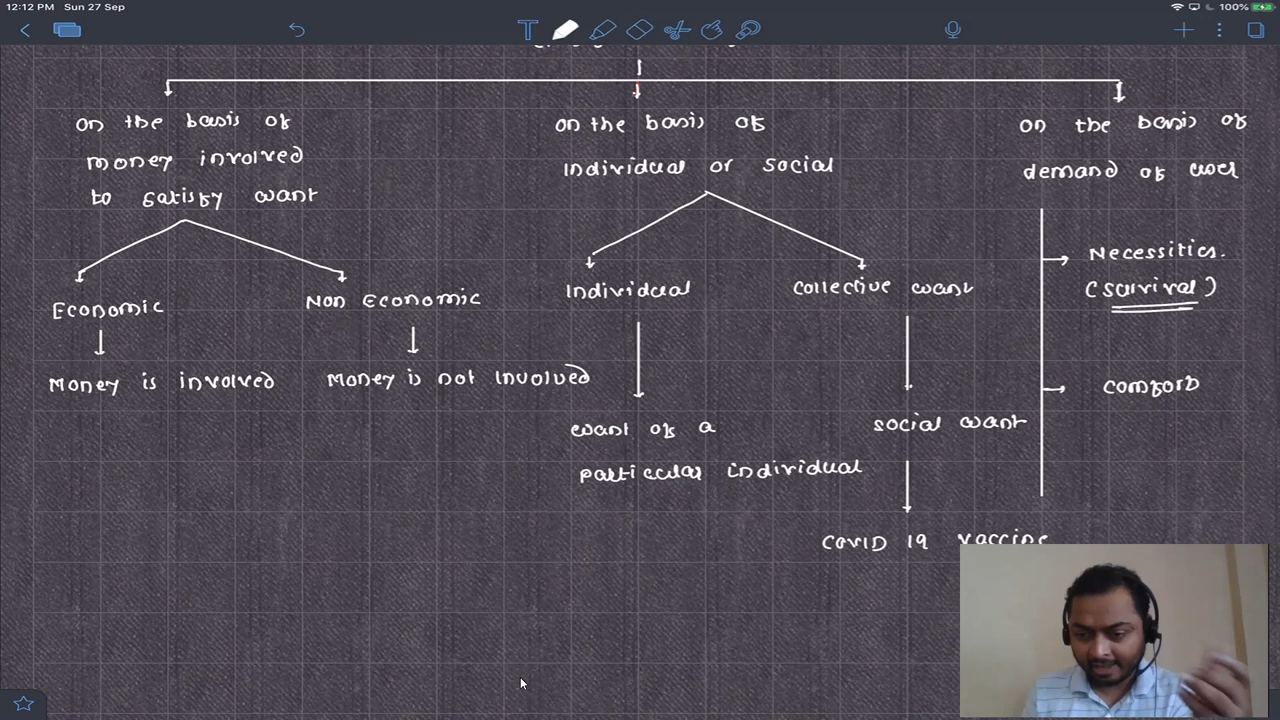 12:12 PM Sun 27 Sep
100%
T
on the basis of
money involved
to satisfy want
Economic
Non Economic
Money is involved
Money is not involved
on the basis of
Individual or social
Individual
collective want
want of a
particular individual
social want
covid 19 vaccine
on the basis of
demand of user
Necessities.
(survival)
comforts